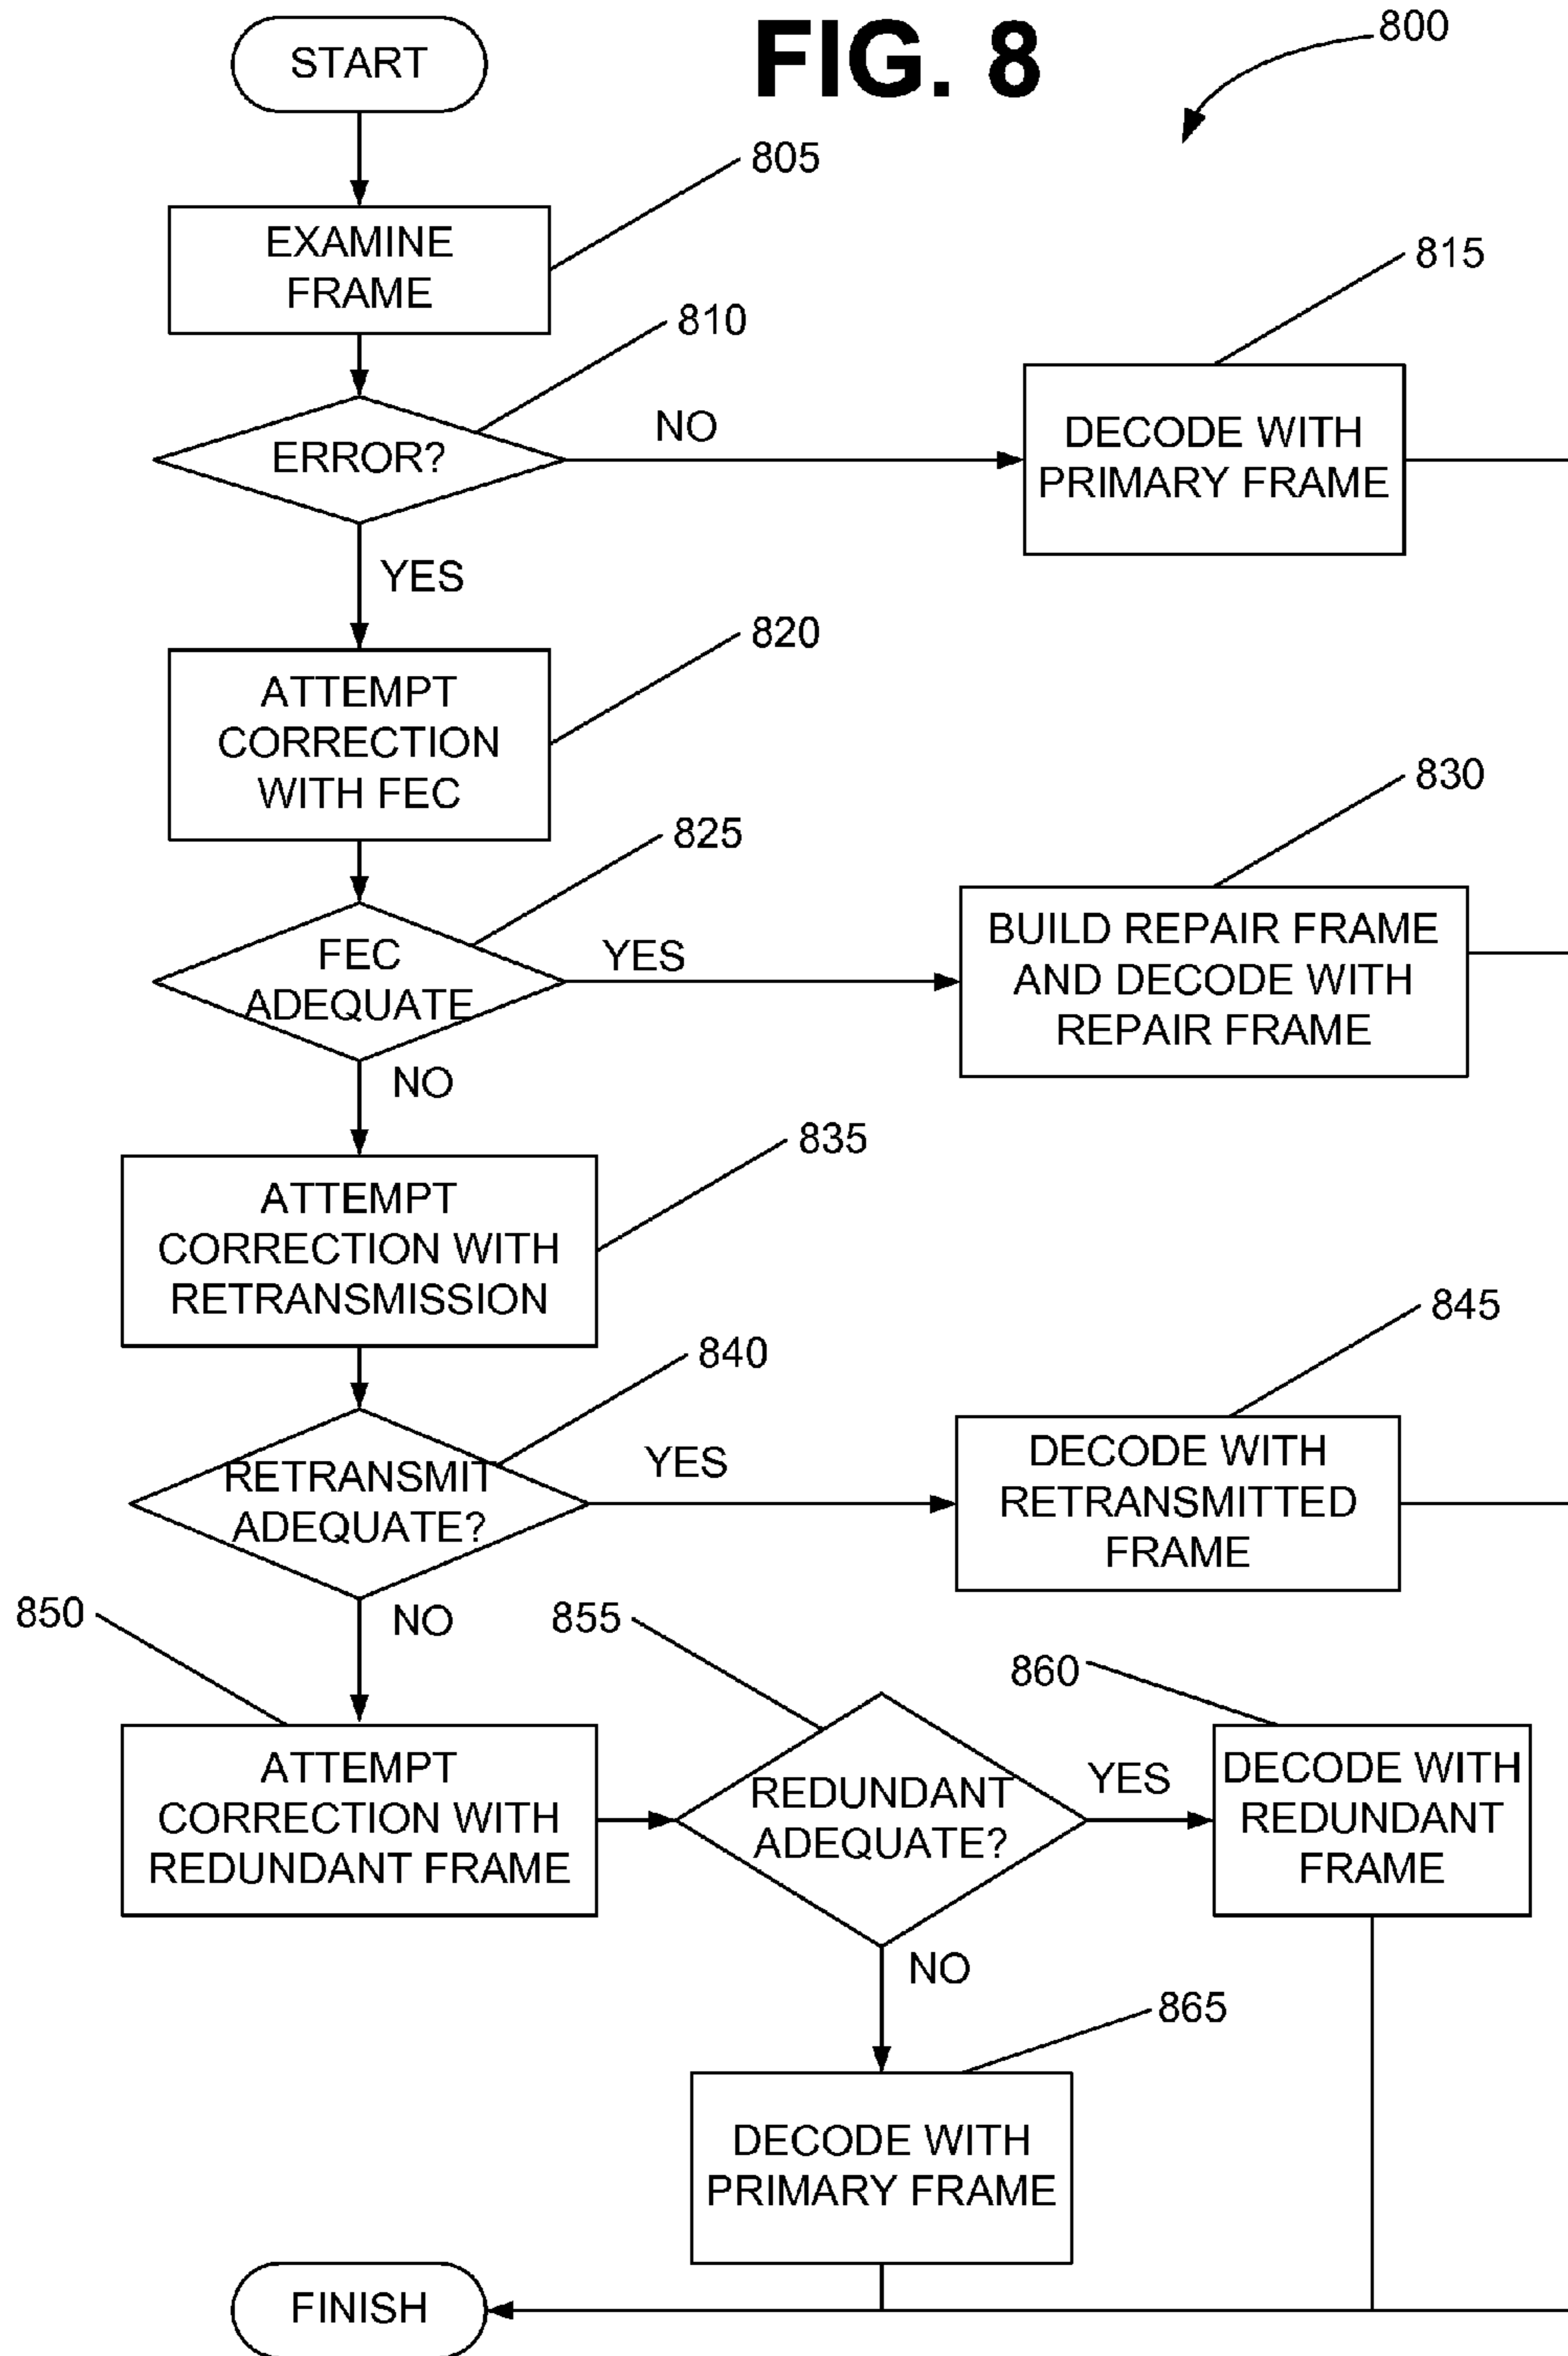 FIG. 8
800
START
805
EXAMINE
FRAME
810
ERROR?
NO
815
DECODE WITH
PRIMARY FRAME
YES
820
ATTEMPT
CORRECTION
WITH FEC
825
FEC
ADEQUATE
YES
830
BUILD REPAIR FRAME
AND DECODE WITH
REPAIR FRAME
NO
835
ATTEMPT
CORRECTION WITH
RETRANSMISSION
840
RETRANSMIT
ADEQUATE?
YES
845
DECODE WITH
RETRANSMITTED
FRAME
NO
850
ATTEMPT
CORRECTION WITH
REDUNDANT FRAME
855
REDUNDANT
ADEQUATE?
YES
860
DECODE WITH
REDUNDANT
FRAME
NO
865
DECODE WITH
PRIMARY FRAME
FINISH